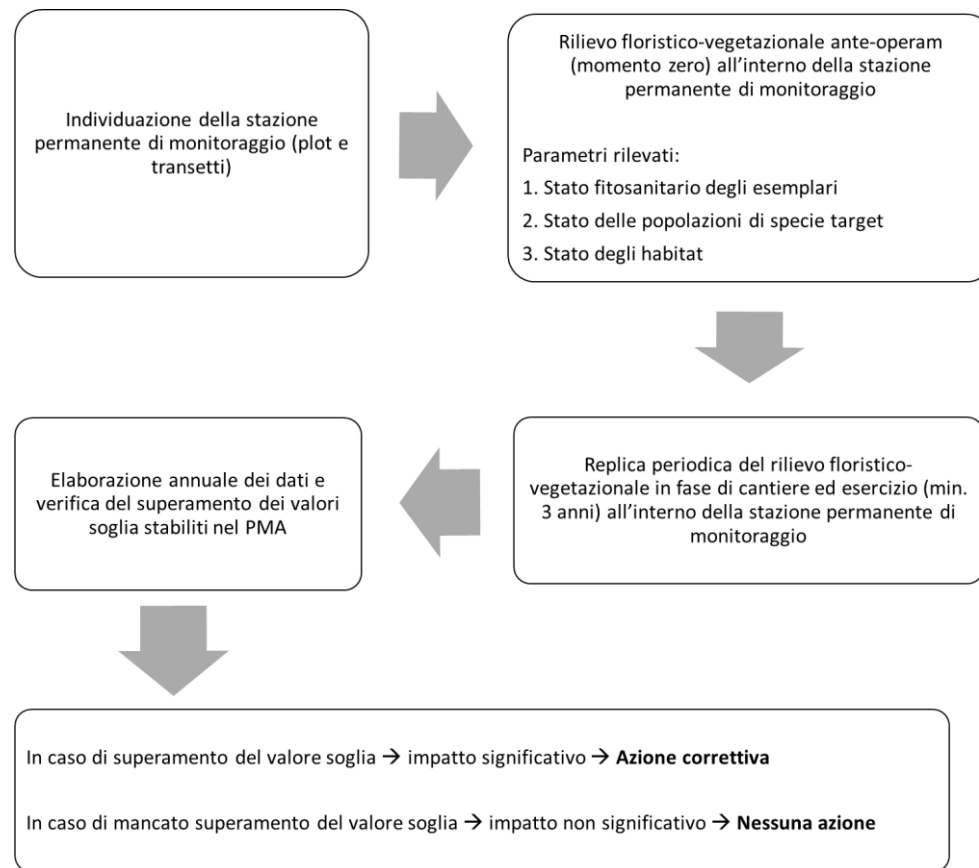 Individuazione della stazione
permanente di monitoraggio (plot e
transetti)
Rilievo floristico-vegetazionale ante-operam
(momento zero) all’interno della stazione
permanente di monitoraggio
Parametri rilevati:
1. Stato fitosanitario degli esemplari
2. Stato delle popolazioni di specie target
3. Stato degli habitat
Replica periodica del rilievo floristico-
vegetazionale in fase di cantiere ed esercizio (min.
3 anni) all’interno della stazione permanente di
monitoraggio
Elaborazione annuale dei dati e
verifica del superamento dei valori
soglia stabiliti nel PMA
In caso di superamento del valore soglia → impatto significativo → Azione correttiva
In caso di mancato superamento del valore soglia → impatto non significativo → Nessuna azione